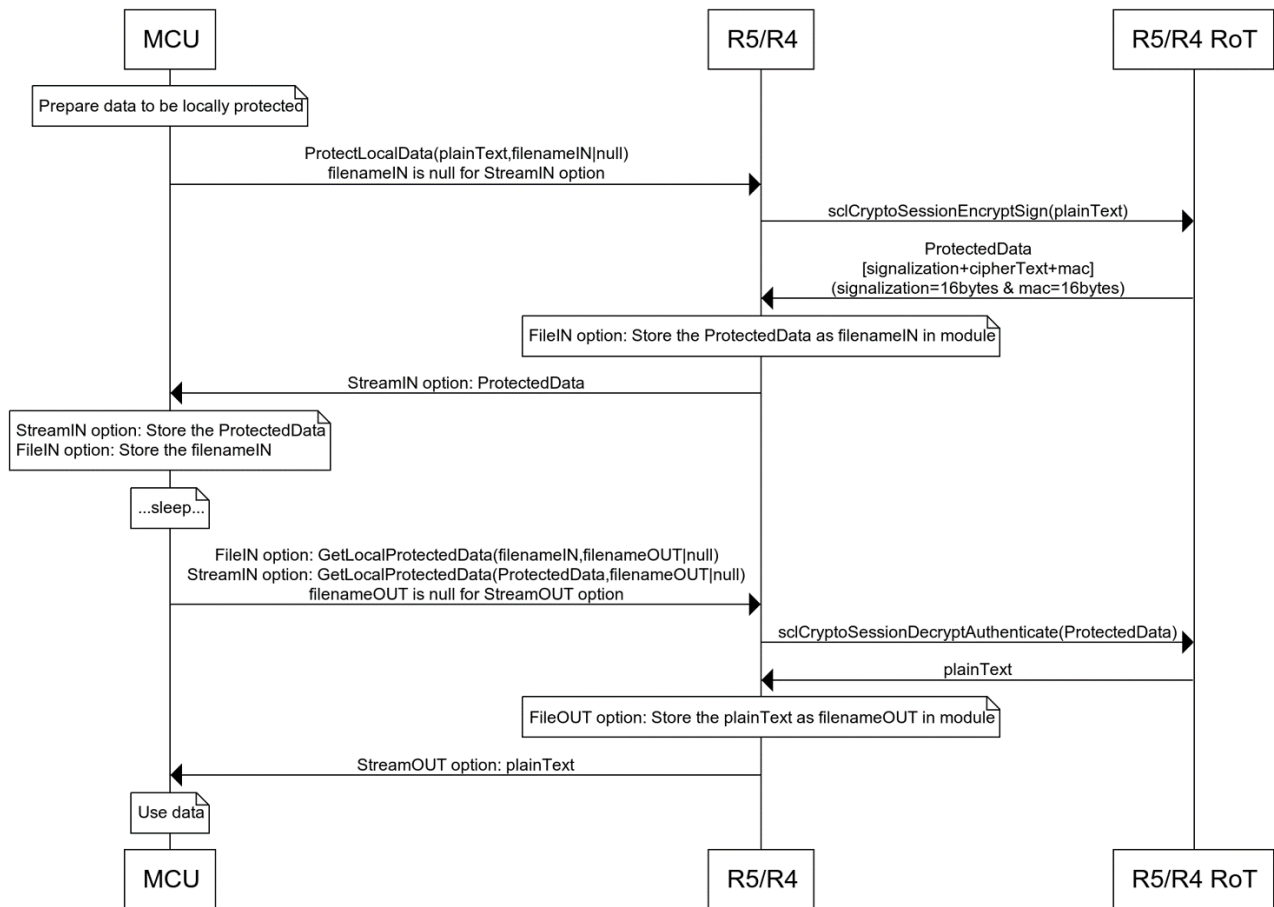 MCU
R5/R4
R5/R4 RoT
Prepare data to be locally protected
ProtectLocalData(plainText,filenameIN|null)
filenameIN is null for StreamIN option
sclCryptoSessionEncryptSign(plainText)
ProtectedData
[signalization+cipherText+mac]
(signalization=16bytes & mac=16bytes)
FileIN option: Store the ProtectedData as filenameIN in module
StreamIN option: ProtectedData
StreamIN option: Store the ProtectedData
FileIN option: Store the filenameIN
...sleep...
FileIN option: GetLocalProtectedData(filenameIN,filenameOUT|null)
StreamIN option: GetLocalProtectedData(ProtectedData,filenameOUT|null)
filenameOUT is null for StreamOUT option
sclCryptoSessionDecryptAuthenticate(ProtectedData)
plainText
FileOUT option: Store the plainText as filenameOUT in module
StreamOUT option: plainText
Use data
MCU
R5/R4
R5/R4 RoT